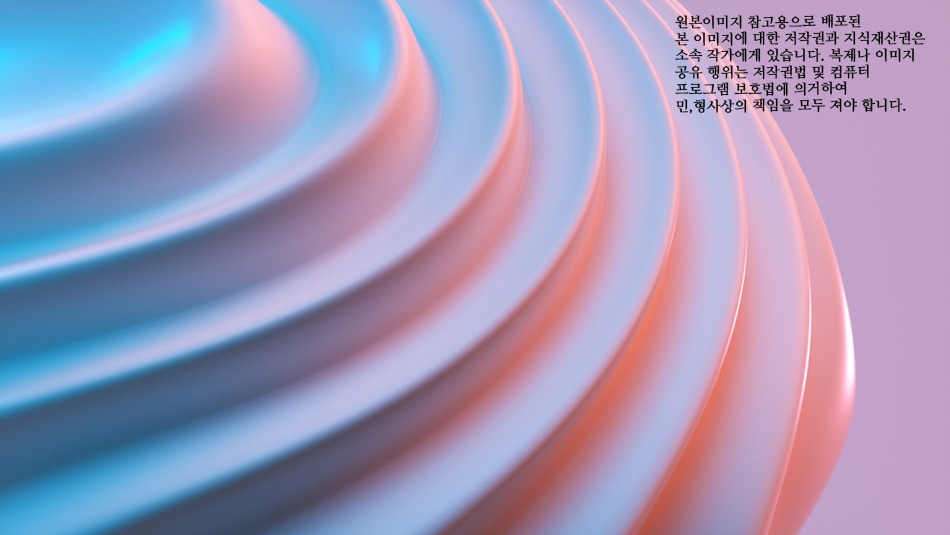 원본이미지 참고용으로 배포된
본 이미지에 대한 저작권과 지식재산권은
소속 작가에게 있습니다. 복제나 이미지
공유 행위는 저작권법 및 컴퓨터
프로그램 보호법에 의거하여
민,형사상의 책임을 모두 져야 합니다.